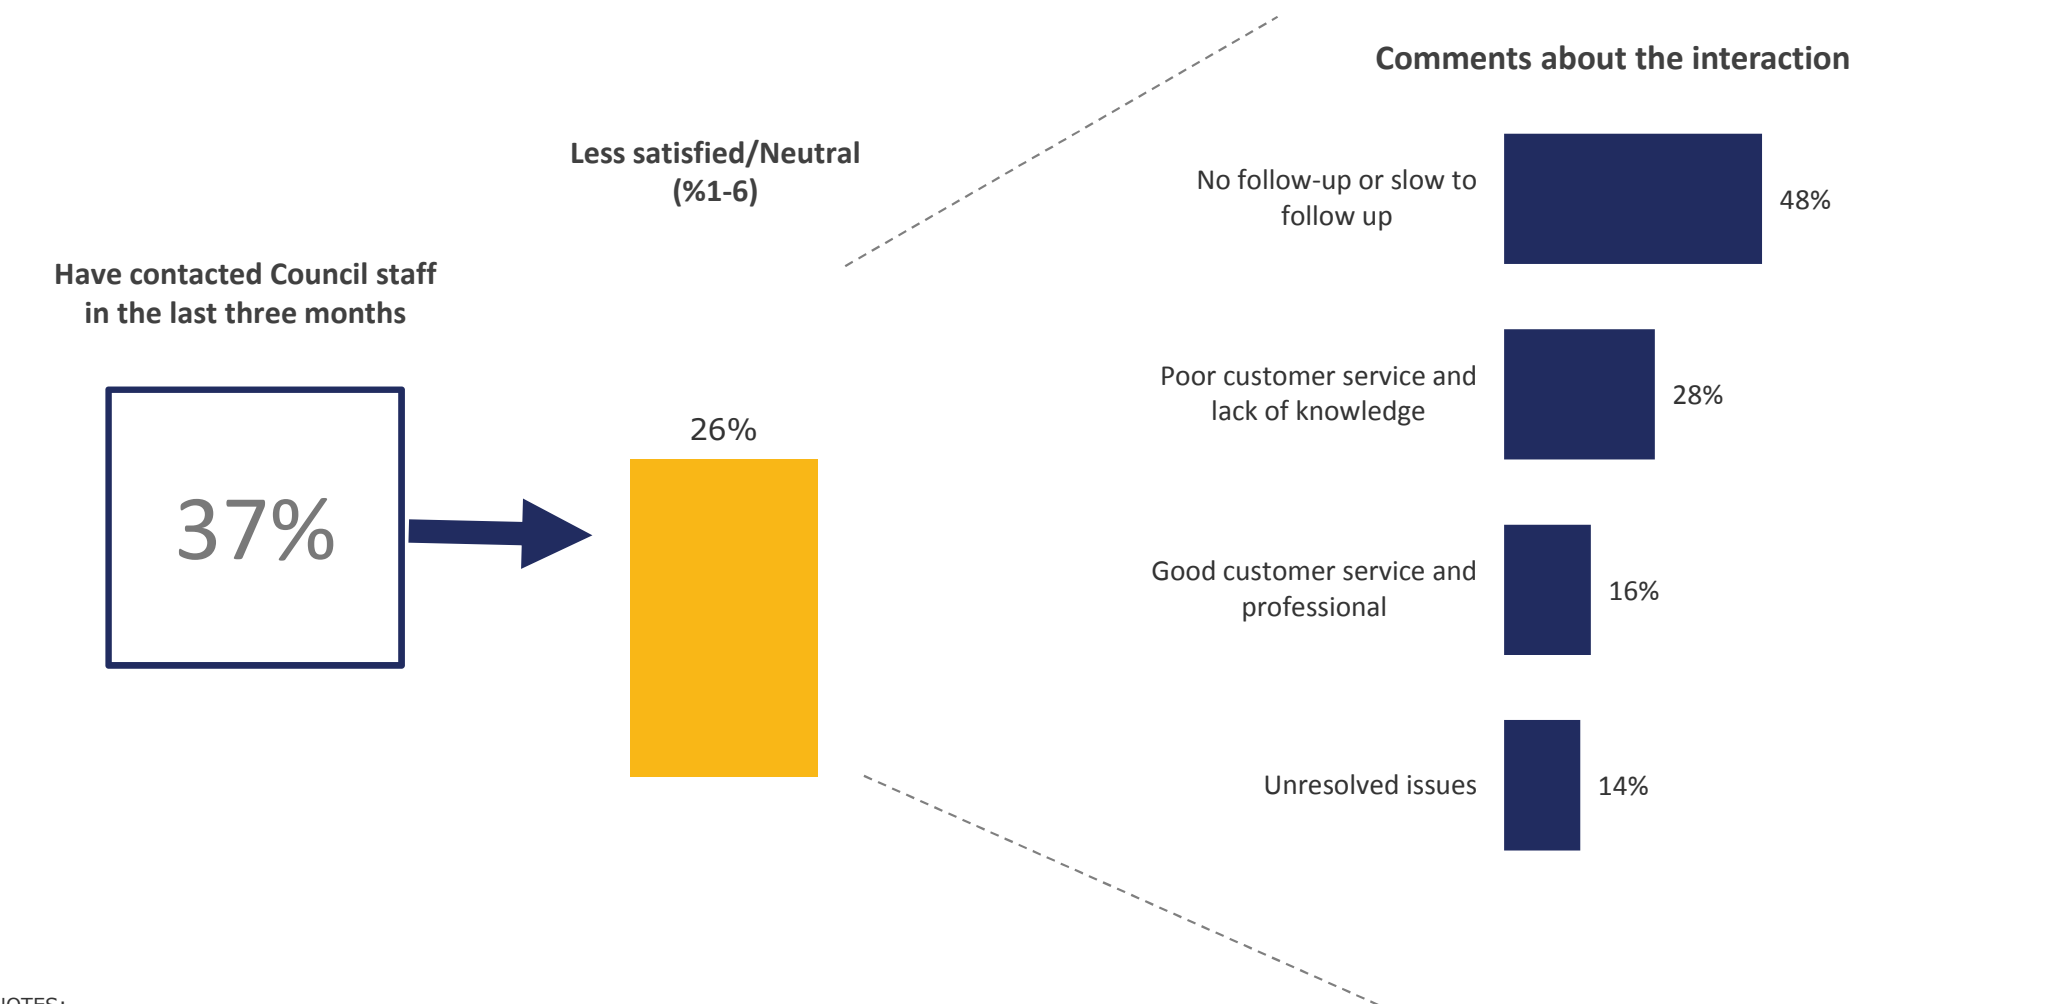 Comments about the interaction
Less satisfied/Neutral
(%1-6)
Have contacted Council staff
in the last three months
37%
26%
No follow-up or slow to
follow up
48%
Poor customer service and
lack of knowledge
28%
Good customer service and
professional
16%
Unresolved issues
14%